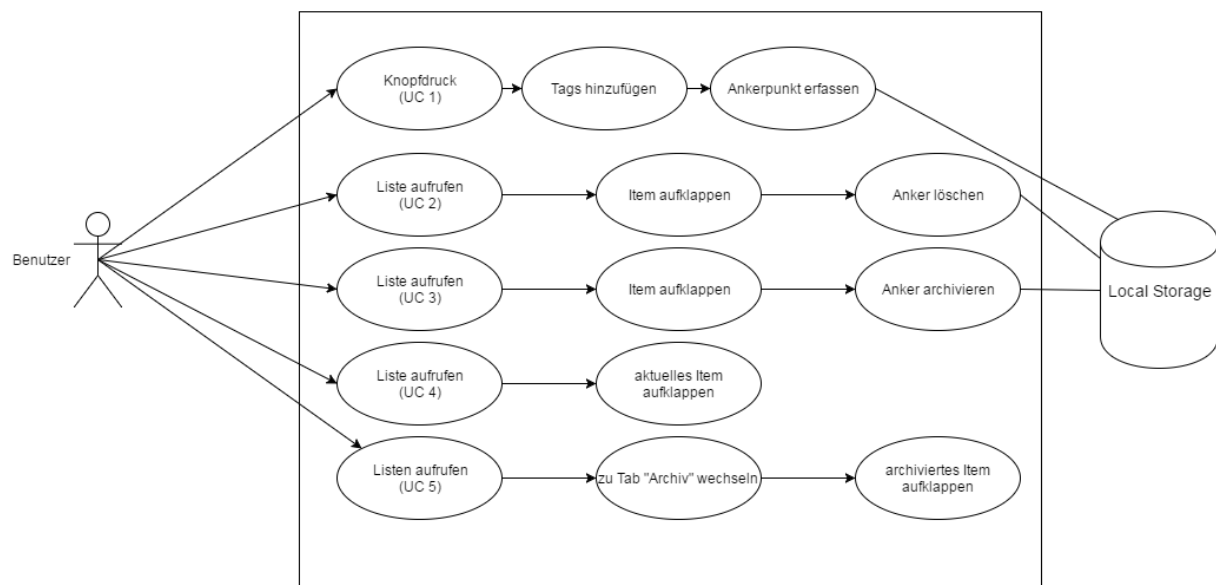 Knopfdruck
(UC 1)
Tags hinzufügen
Ankerpunkt erfassen
Liste aufrufen
(UC 2)
Item aufklappen
Anker löschen
Benutzer
Liste aufrufen
(UC 3)
Item aufklappen
Anker archivieren
Local Storage
Liste aufrufen
(UC 4)
aktuelles Item
aufklappen
Listen aufrufen
(UC 5)
zu Tab "Archiv" wechseln
archiviertes Item
aufklappen